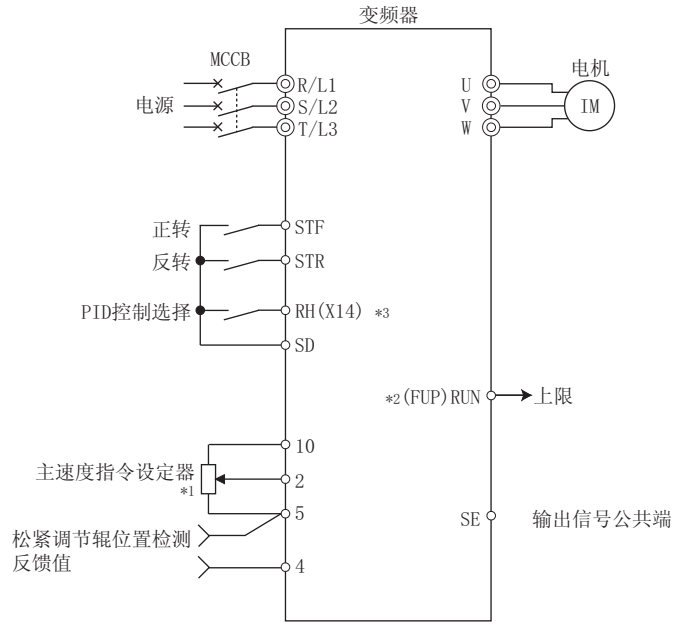 变频器
MCCB
电源
R/L1
S/L2
T/L3
U
V
W
电机
IM
正转
STF
反转
STR
PID控制选择
RH(X14) *3
SD
*2(FUP)RUN
上限
10
主速度指令设定器
*1
2
5
SE
输出信号公共端
松紧调节辊位置检测
反馈值
4